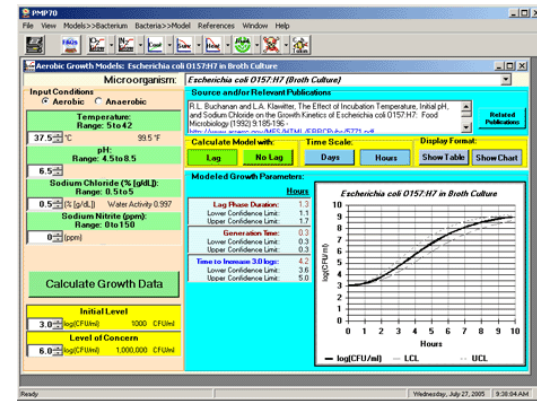 PMP70
File View Models>>Bacterium Bacteria>>Model References Window Help
Aerobic Growth Models: Escherichia coli O157:H7 in Broth Culture
Microorganism: Escherichia coli O157:H7 (Broth Culture)
Input Conditions
Aerobic Anaerobic
Temperature:
Range: 5 to 42
37.5 °C 99.5 °F
pH:
Range: 4.5 to 8.5
6.5
Sodium Chloride (% [g/dL]):
Range: 0.5 to 5
0.5 (% [g/dL]) Water Activity 0.997
Sodium Nitrite (ppm):
Range: 0 to 150
0 (ppm)
Calculate Growth Data
Initial Level
3.0 log(CFU/ml) 1000 CFU/ml
Level of Concern
6.0 log(CFU/ml) 1,000,000 CFU/ml
Source and/or Relevant Publications
R.L. Buchanan and L.A. Klawitter, The Effect of Incubation Temperature, Initial pH,
and Sodium Chloride on the Growth Kinetics of Escherichia coli O157:H7: Food
Microbiology (1992) 9:185-196 -
Related
Publications
Calculate Model with: Time Scale: Display Format:
Lag No Lag Days Hours Show Table Show Chart
Modeled Growth Parameters:
Hours
Lag Phase Duration: 1.3
Lower Confidence Limit: 1.1
Upper Confidence Limit: 1.7
Generation Time: 0.3
Lower Confidence Limit: 0.3
Upper Confidence Limit: 0.3
Time to Increase 3.0 logs: 4.2
Lower Confidence Limit: 3.6
Upper Confidence Limit: 5.0
Escherichia coli O157:H7 in Broth Culture
log(CFU/ml)
10
9
8
7
6
5
4
3
2
1
0
0 1 2 3 4 5 6 7 8 9 10
Hours
log(CFU/ml) LCL UCL
Ready Wednesday, July 27, 2005 9:38:04 AM